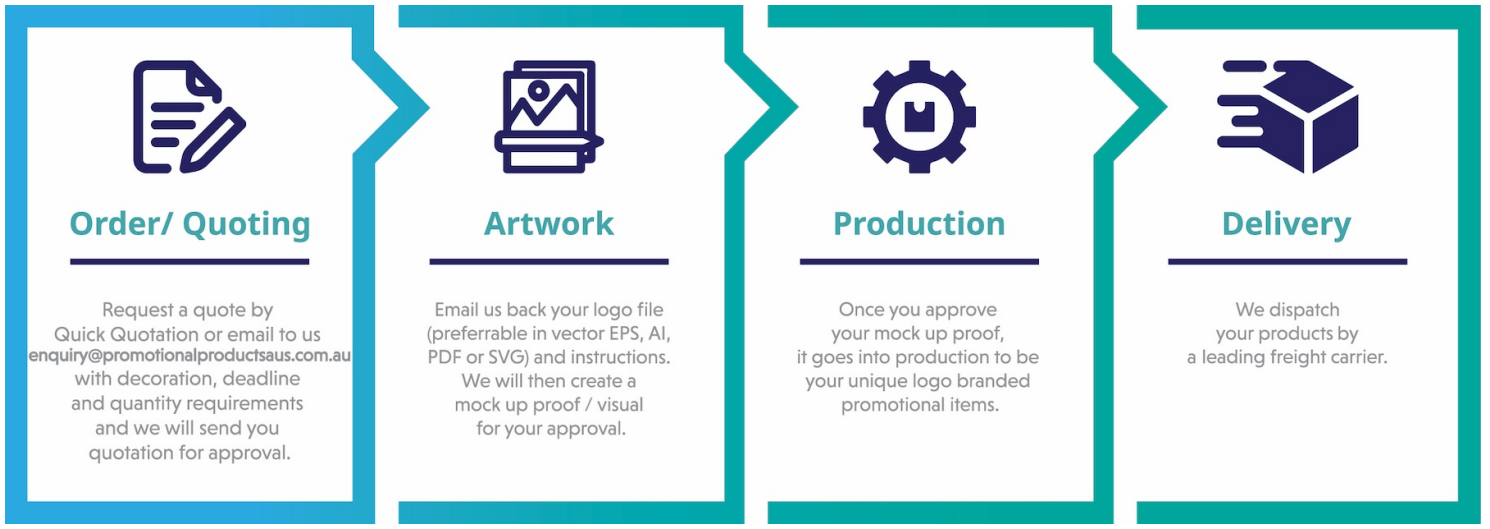 Order/ Quoting
Request a quote by
Quick Quotation or email to us
enquiry@promotionalproductsaus.com.au
with decoration, deadline
and quantity requirements
and we will send you
quotation for approval.
Artwork
Email us back your logo file
(preferrable in vector EPS, AI,
PDF or SVG) and instructions.
We will then create a
mock up proof / visual
for your approval.
Production
Once you approve
your mock up proof,
it goes into production to be
your unique logo branded
promotional items.
Delivery
We dispatch
your products by
a leading freight carrier.